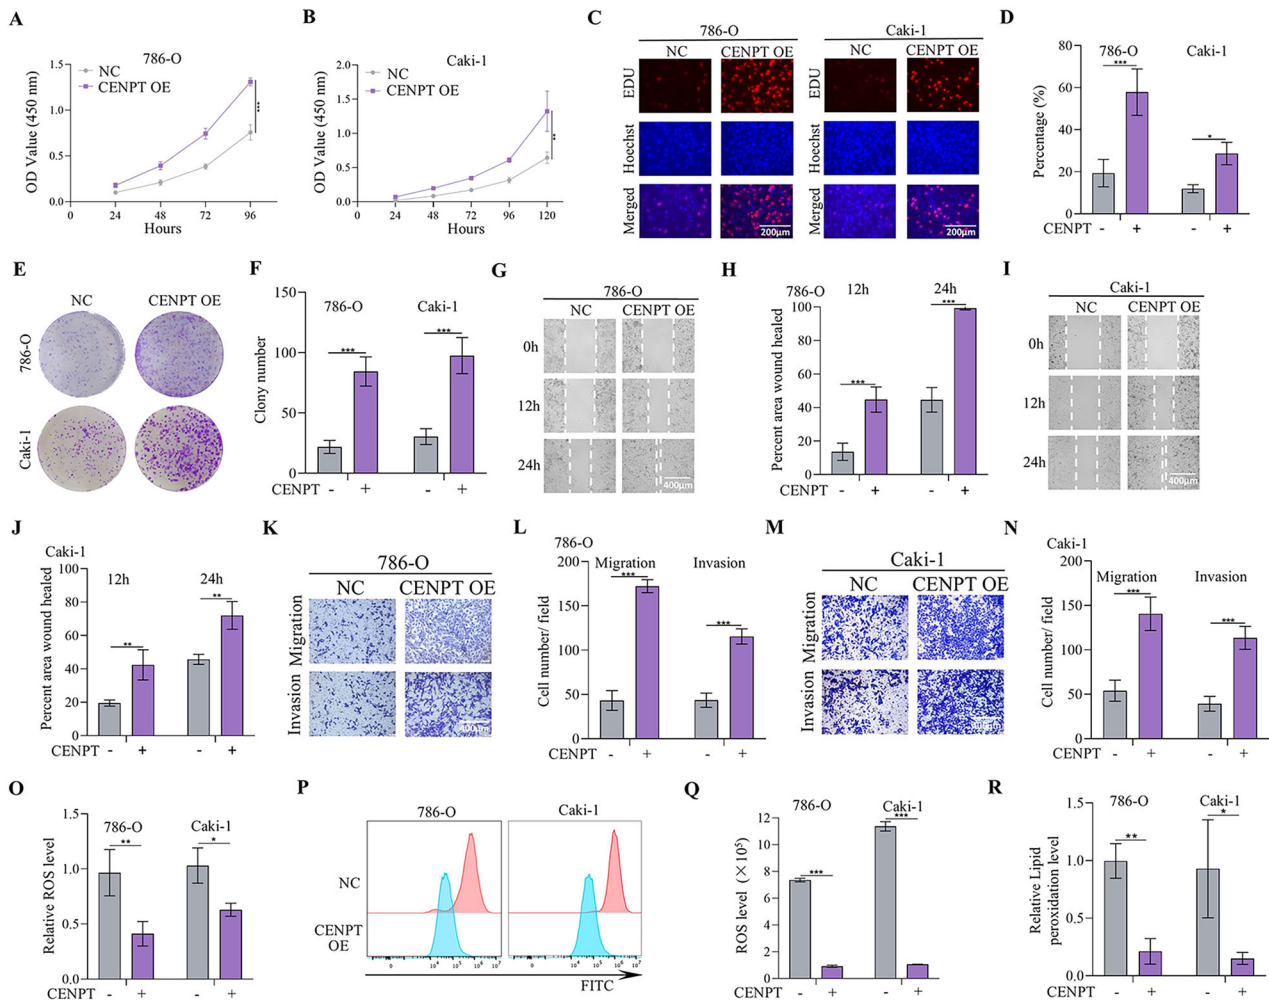 A
786-O
NC
CENPT OE
OD Value (450 nm)
1.5
1.0
0.5
0.0
0
24
48
72
96
Hours
***
B
Caki-1
NC
CENPT OE
OD Value (450 nm)
2.0
1.5
1.0
0.5
0.0
0
24
48
72
96
120
Hours
**
C
786-O
Caki-1
NC
CENPT OE
NC
CENPT OE
EDU
EDU
Hoechst
Hoechst
Merged
Merged
200μm
200μm
D
786-O
Caki-1
Percentage (%)
80
60
40
20
0
***
*
CENPT
-
+
-
+
E
NC
CENPT OE
786-O
Caki-1
F
786-O
Caki-1
Clony number
150
100
50
0
***
***
CENPT
-
+
-
+
G
786-O
NC
CENPT OE
0h
12h
24h
400μm
H
786-O
12h
24h
Percent area wound healed
100
80
60
40
20
0
***
***
CENPT
-
+
-
+
I
Caki-1
NC
CENPT OE
0h
12h
24h
400μm
J
Caki-1
12h
24h
Percent area wound healed
100
80
60
40
20
0
**
**
CENPT
-
+
-
+
K
786-O
NC
CENPT OE
Migration
Invasion
L
786-O
Migration
Invasion
Cell number/ field
200
150
100
50
0
***
***
CENPT
-
+
-
+
M
Caki-1
NC
CENPT OE
Migration
Invasion
N
Caki-1
Migration
Invasion
Cell number/ field
200
150
100
50
0
***
***
CENPT
-
+
-
+
O
786-O
Caki-1
Relative ROS level
1.5
1.0
0.5
0.0
**
*
CENPT
-
+
-
+
P
786-O
Caki-1
NC
CENPT
OE
0
10⁴
10⁵
10⁶
10⁷
0
10⁴
10⁵
10⁶
10⁷
FITC
Q
786-O
Caki-1
ROS level (×10⁵)
12
10
8
6
4
2
0
***
***
CENPT
-
+
-
+
R
786-O
Caki-1
Relative Lipid
peroxidation level
1.5
1.0
0.5
0.0
**
*
CENPT
-
+
-
+